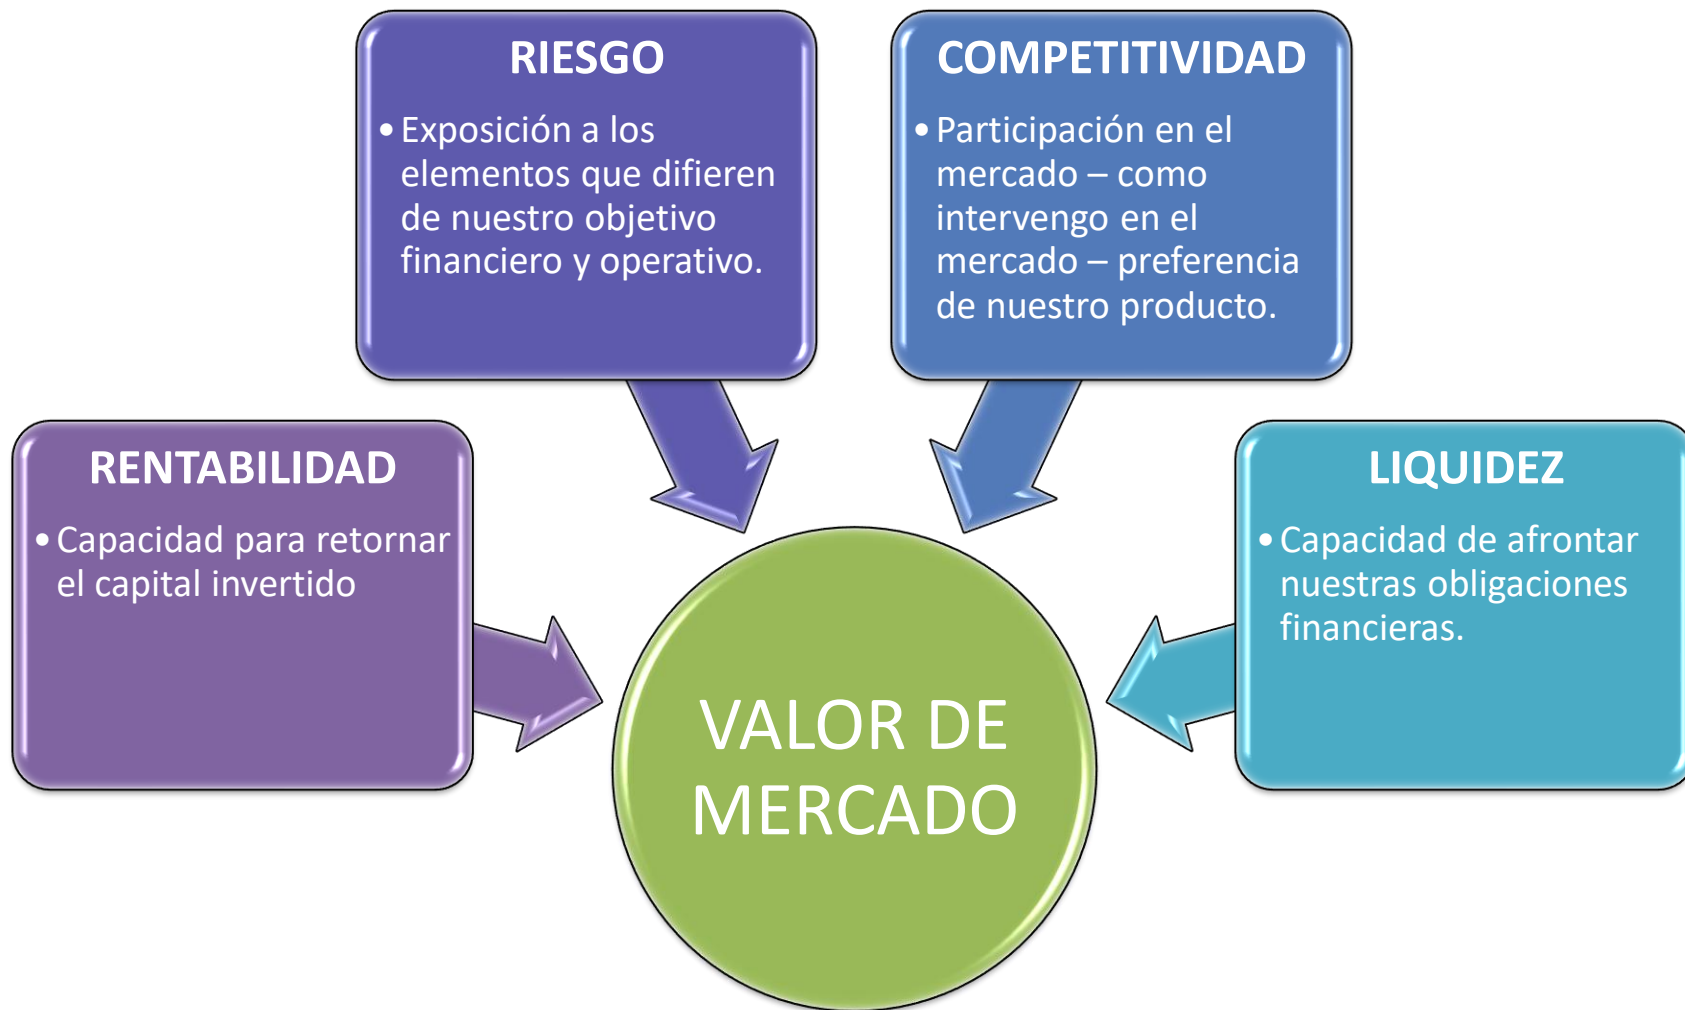 RIESGO
• Exposición a los
elementos que difieren
de nuestro objetivo
financiero y operativo.
COMPETITIVIDAD
• Participación en el
mercado – como
intervengo en el
mercado – preferencia
de nuestro producto.
RENTABILIDAD
• Capacidad para retornar
el capital invertido
LIQUIDEZ
• Capacidad de afrontar
nuestras obligaciones
financieras.
VALOR DE
MERCADO